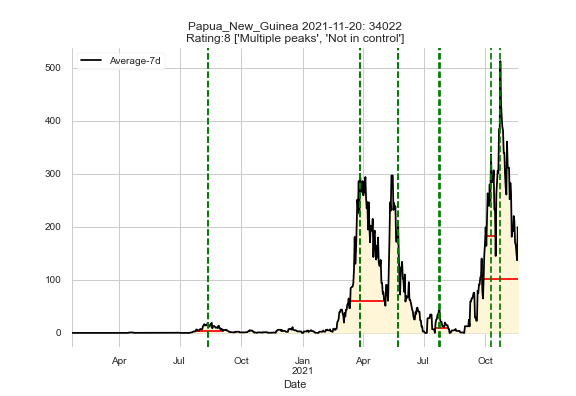 Papua_New_Guinea 2021-11-20: 34022
Rating:8 ['Multiple peaks', 'Not in control']
Average-7d
500
400
300
200
100
0
Apr Jul Oct Jan Apr Jul Oct
2021
Date